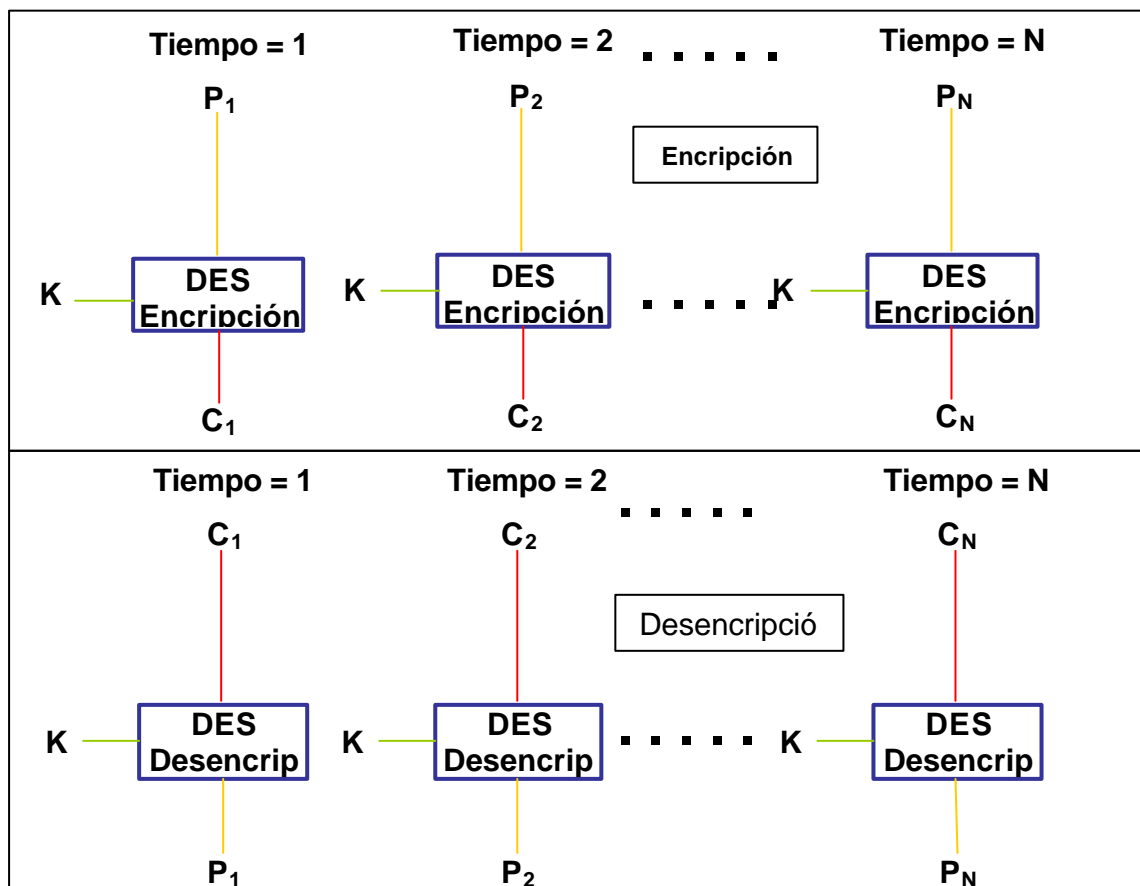 Tiempo = 1 Tiempo = 2 Tiempo = N
P1 P2 PN
Encripción
K DES Encripción K DES Encripción K DES Encripción
C1 C2 CN
Tiempo = 1 Tiempo = 2 Tiempo = N
C1 C2 CN
Desencripció
K DES Desencrip K DES Desencrip K DES Desencrip
P1 P2 PN